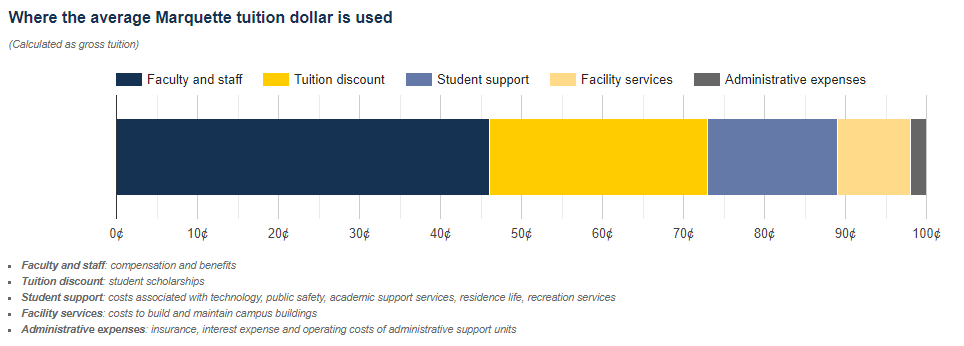 Where the average Marquette tuition dollar is used
(Calculated as gross tuition)
Faculty and staff Tuition discount Student support Facility services Administrative expenses
0¢ 10¢ 20¢ 30¢ 40¢ 50¢ 60¢ 70¢ 80¢ 90¢ 100¢
Faculty and staff: compensation and benefits
Tuition discount: student scholarships
Student support: costs associated with technology, public safety, academic support services, residence life, recreation services
Facility services: costs to build and maintain campus buildings
Administrative expenses: insurance, interest expense and operating costs of administrative support units